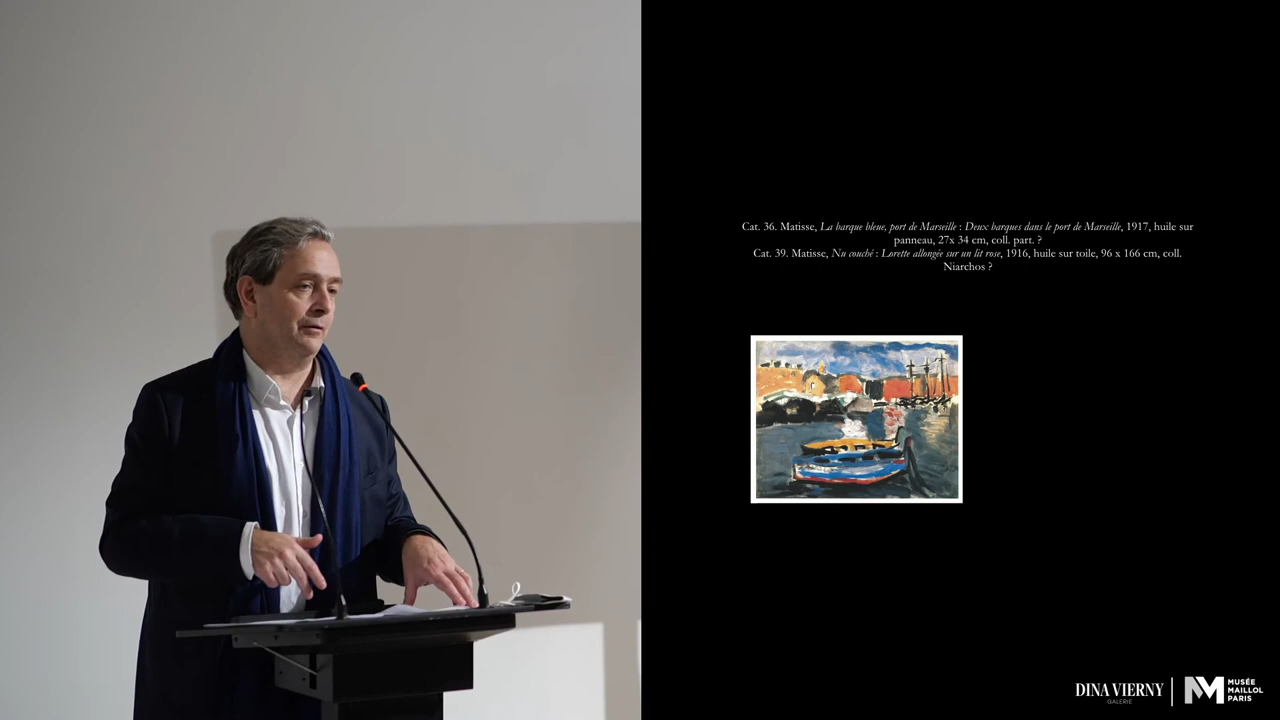 Cat. 36. Matisse, La barque bleue, port de Marseille : Deux barques dans le port de Marseille, 1917, huile sur
panneau, 27x 34 cm, coll. part. ?
Cat. 39. Matisse, Nu couché : Lorette allongée sur un lit rose, 1916, huile sur toile, 96 x 166 cm, coll.
Niarchos ?
DINA VIERNY
GALERIE
MUSÉE
MAILLOL
PARIS